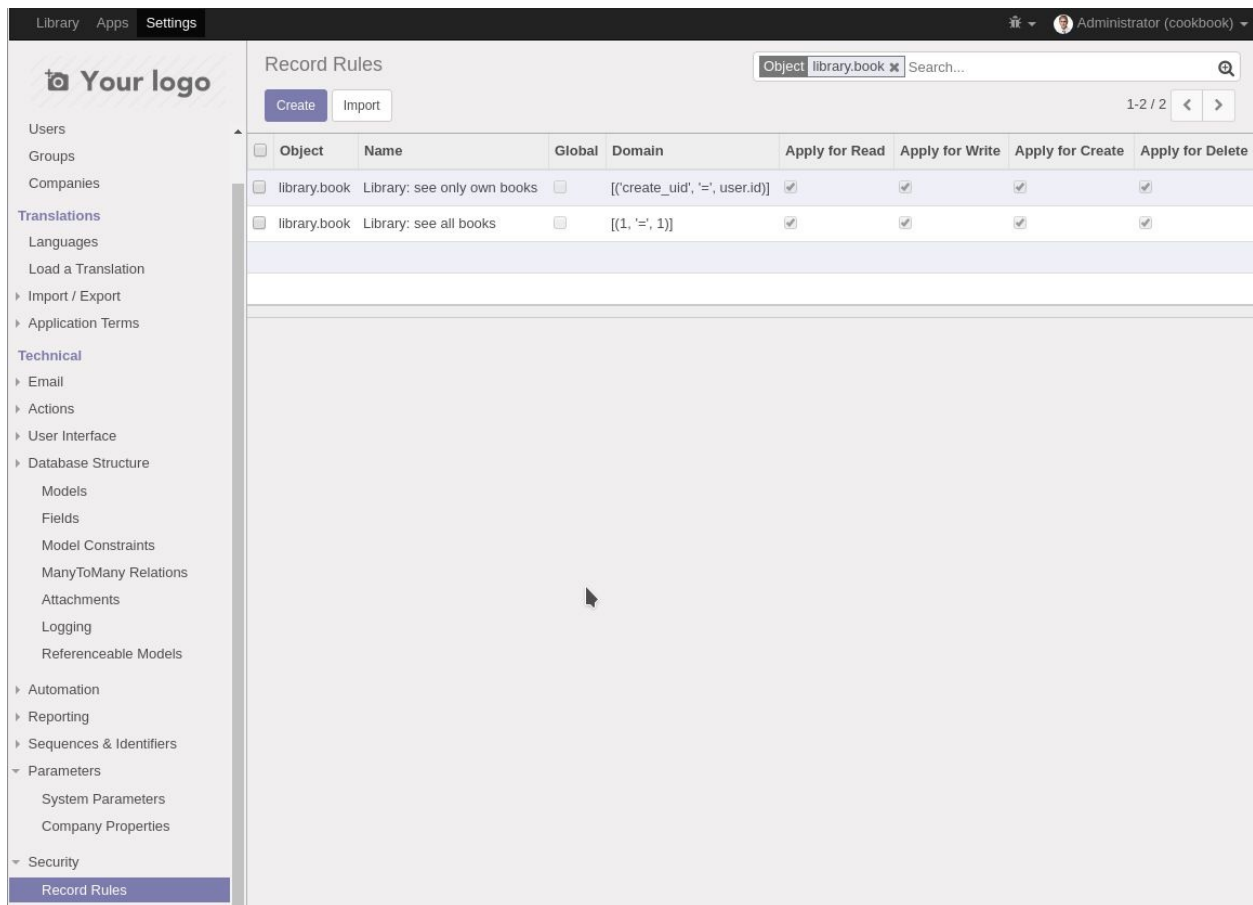 Library Apps Settings Administrator (cookbook)
Your logo
Record Rules
Object library.book Search...
Create Import 1-2 / 2
Users
Groups
Companies
Translations
Languages
Load a Translation
Import / Export
Application Terms
Technical
Email
Actions
User Interface
Database Structure
Models
Fields
Model Constraints
ManyToMany Relations
Attachments
Logging
Referenceable Models
Automation
Reporting
Sequences & Identifiers
Parameters
System Parameters
Company Properties
Security
Record Rules
Object Name Global Domain Apply for Read Apply for Write Apply for Create Apply for Delete
library.book Library: see only own books [('create_uid', '=', user.id)]
library.book Library: see all books [(1, '=', 1)]